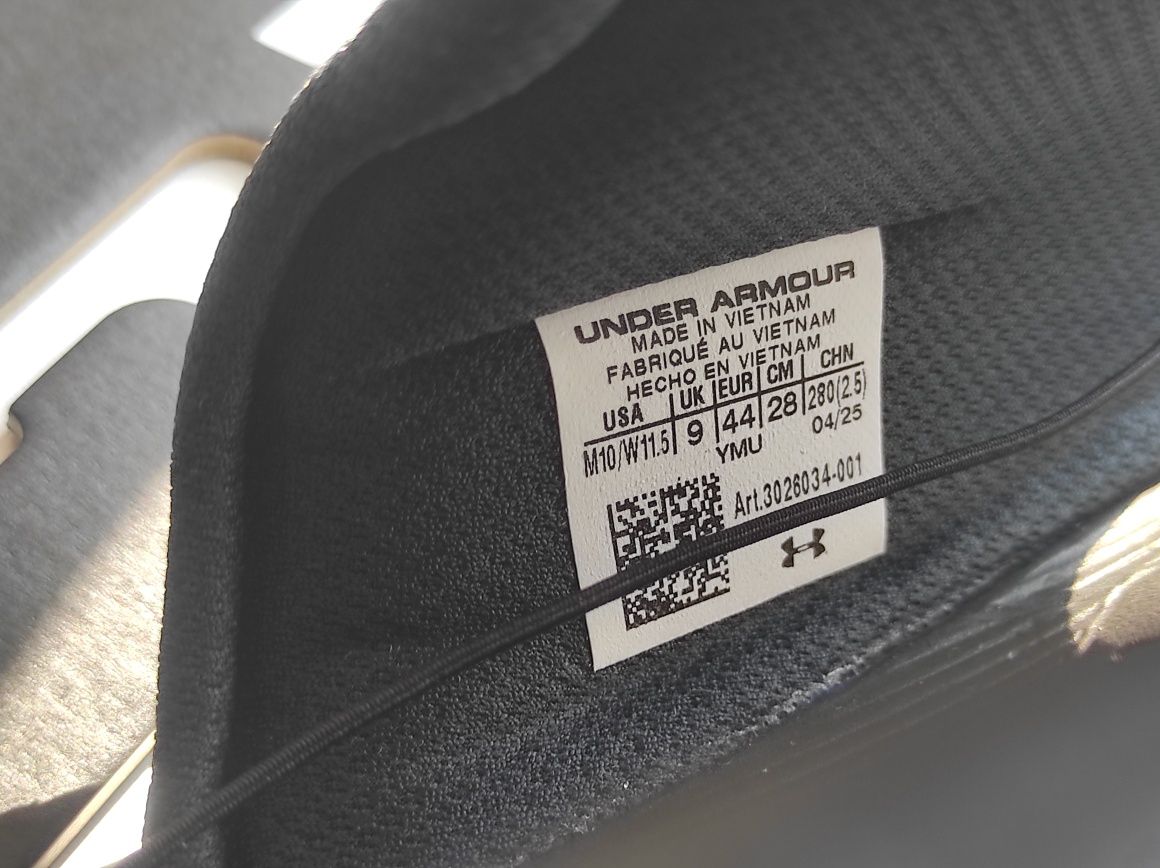 UNDER ARMOUR
MADE IN VIETNAM
FABRIQUÉ AU VIETNAM
HECHO EN VIETNAM
USA UK EUR CM CHN
M10/W11.5 9 44 28 280(2.5)
YMU 04/25
Art.3026034-001